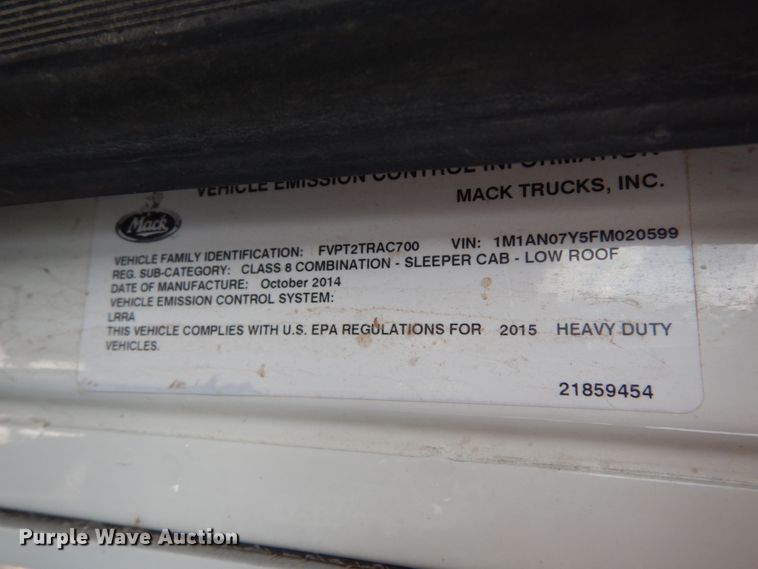 VEHICLE EMISSION CONTROL INFORMATION
MACK TRUCKS, INC.
Mack
VEHICLE FAMILY IDENTIFICATION: FVPT2TRAC700 VIN: 1M1AN07Y5FM020599
REG. SUB-CATEGORY: CLASS 8 COMBINATION - SLEEPER CAB - LOW ROOF
DATE OF MANUFACTURE: October 2014
VEHICLE EMISSION CONTROL SYSTEM:
LRRA
THIS VEHICLE COMPLIES WITH U.S. EPA REGULATIONS FOR 2015 HEAVY DUTY
VEHICLES.
21859454
Purple Wave Auction